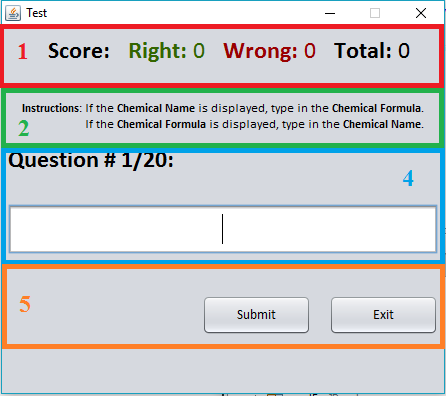 Test
1 Score: Right: 0 Wrong: 0 Total: 0
Instructions: If the Chemical Name is displayed, type in the Chemical Formula.
2 If the Chemical Formula is displayed, type in the Chemical Name.
Question # 1/20:
4
5
Submit Exit